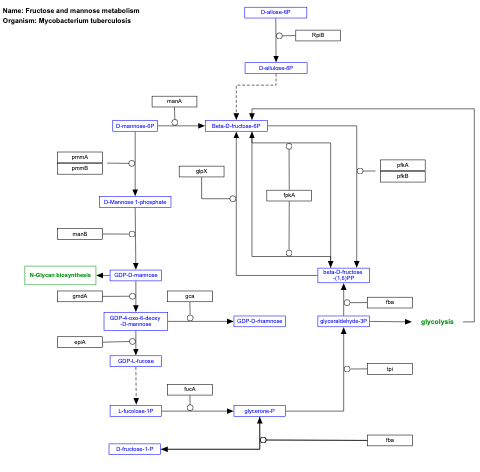 Name: Fructose and mannose metabolism
Organism: Mycobacterium tuberculosis
D-allose-6P
RpiB
D-allulose-6P
manA
D-mannose-6P
Beta-D-fructose-6P
pmmA
pmmB
glpX
fpkA
pfkA
pfkB
D-Mannose 1-phosphate
manB
N-Glycan biosynthesis
GDP-D-mannose
beta-D-fructose
-(1,6)PP
gmdA
gca
fba
GDP-4-oxo-6-deoxy
-D-mannose
GDP-D-rhamnose
glyceraldehyde-3P
glycolysis
epiA
GDP-L-fucose
tpi
fucA
L-fucolose-1P
glycerone-P
fba
D-fructose-1-P